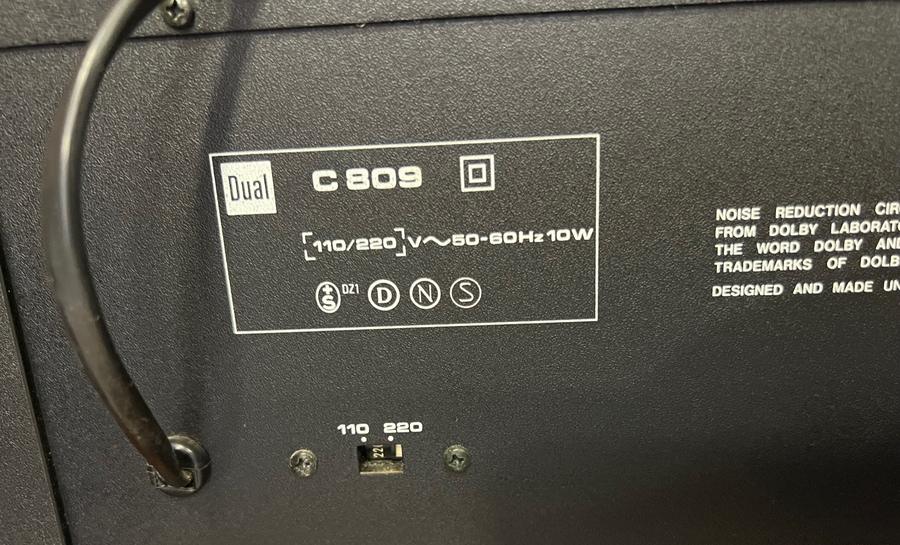 Dual C 809
[110/220] V～50-60Hz 10W
S DZ1 D N S
NOISE REDUCTION
FROM DOLBY
THE WORD DOLBY
TRADEMARKS OF
DESIGNED AND MADE
110 220